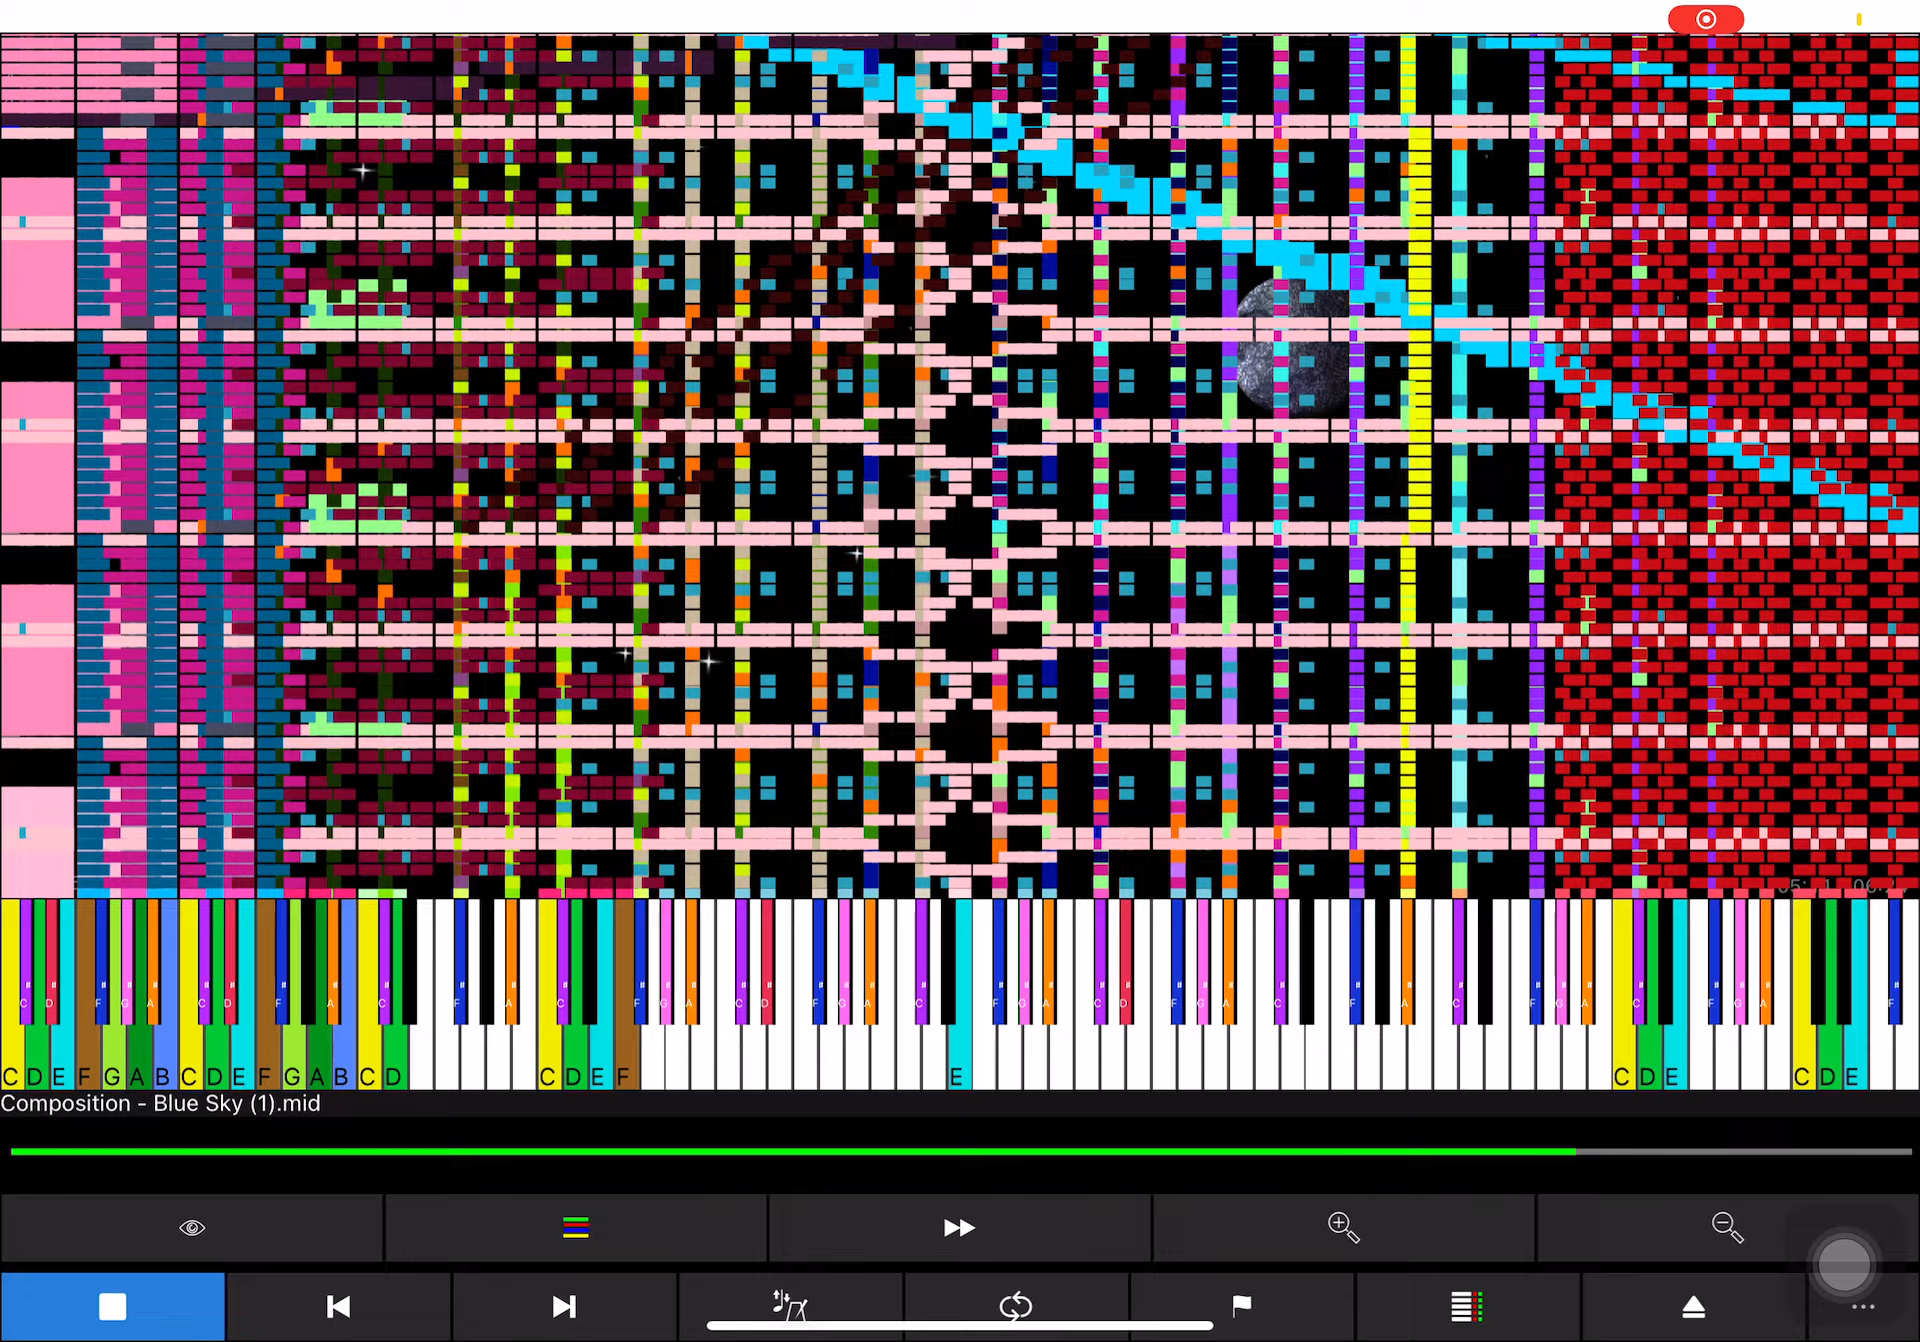 C D F G A C D F A C F A C F G A C D F G A C F G A C D F G A C F A C F G A C F G A F
C D E F G A B C D E F G A B C D C D E F E C D E C D E
Composition - Blue Sky (1).mid